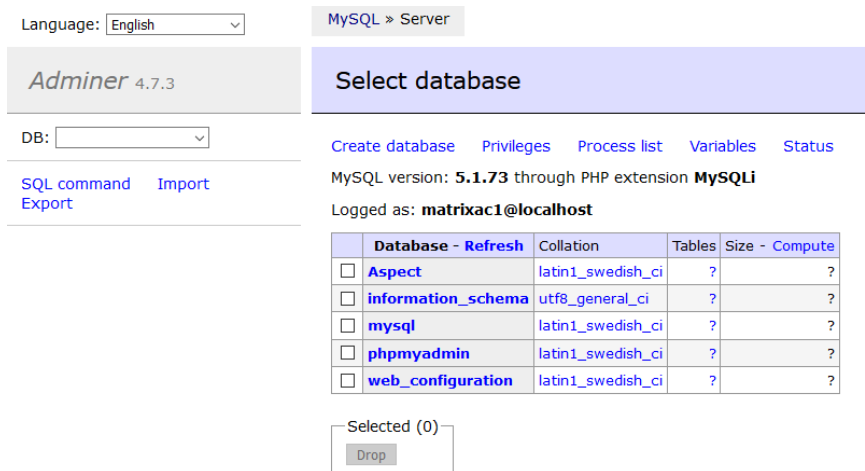 Language: English
MySQL » Server
Adminer 4.7.3
Select database
DB:
SQL command Import
Export
Create database Privileges Process list Variables Status
MySQL version: 5.1.73 through PHP extension MySQLi
Logged as: matrixac1@localhost
Database - Refresh Collation Tables Size - Compute
Aspect latin1_swedish_ci ? ?
information_schema utf8_general_ci ? ?
mysql latin1_swedish_ci ? ?
phpmyadmin latin1_swedish_ci ? ?
web_configuration latin1_swedish_ci ? ?
Selected (0)
Drop